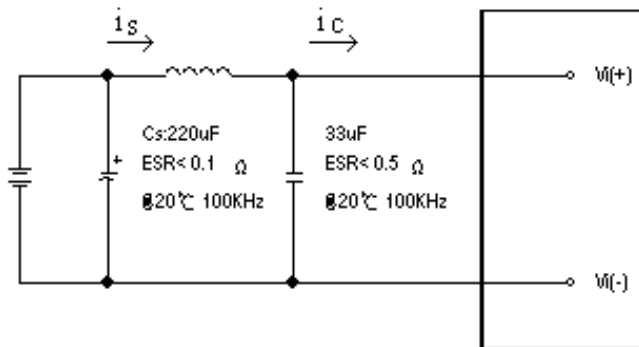 is
ic
Vi(+)
Cs:220uF
ESR< 0.1 Ω
@20℃ 100KHz
+
33uF
ESR< 0.5 Ω
@20℃ 100KHz
Vi(-)